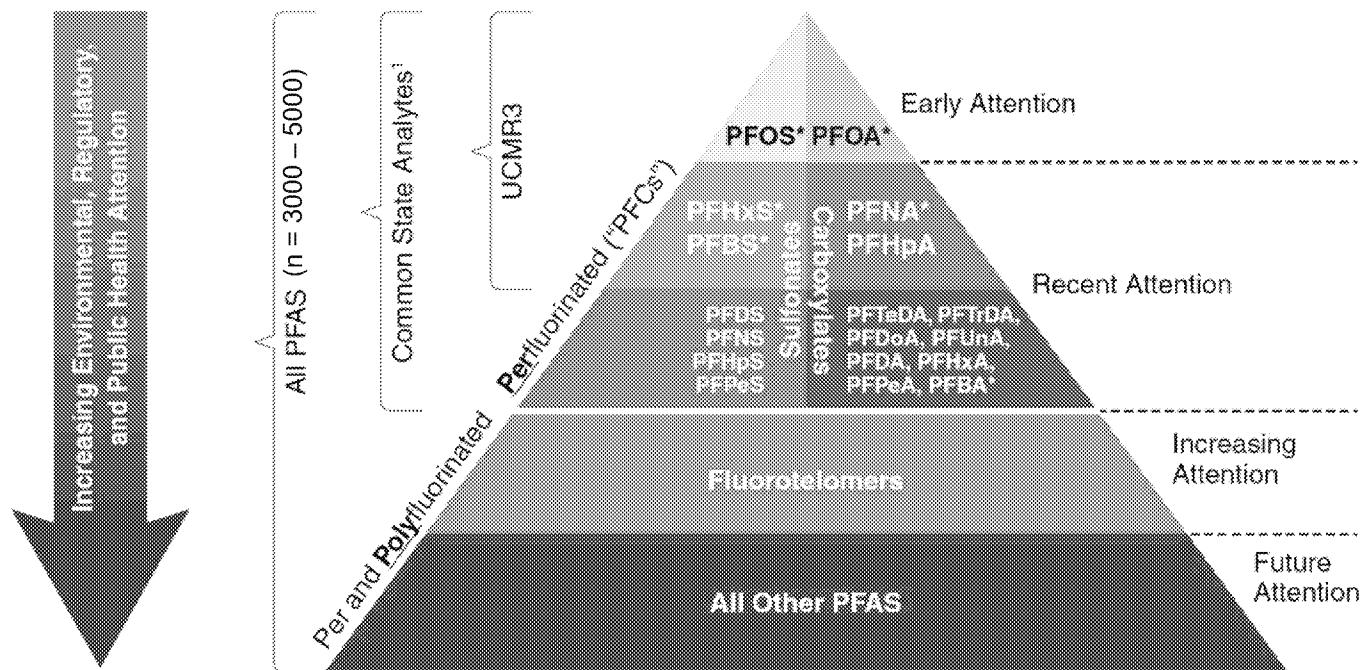 Increasing Environmental, Regulatory,
and Public Health Attention
All PFAS (n = 3000 – 5000)
Common State Analytes¹
UCMR3
Per and Polyfluorinated
Perfluorinated ("PFCs")
PFOS* PFOA*
Sulfonates
Carboxylates
PFHxS*
PFBS*
PFNA*
PFHpA
PFDS
PFNS
PFHpS
PFPeS
PFTeDA, PFTrDA,
PFDoA, PFUnA,
PFDA, PFHxA,
PFPeA, PFBA*
Fluorotelomers
All Other PFAS
Early Attention
Recent Attention
Increasing
Attention
Future
Attention